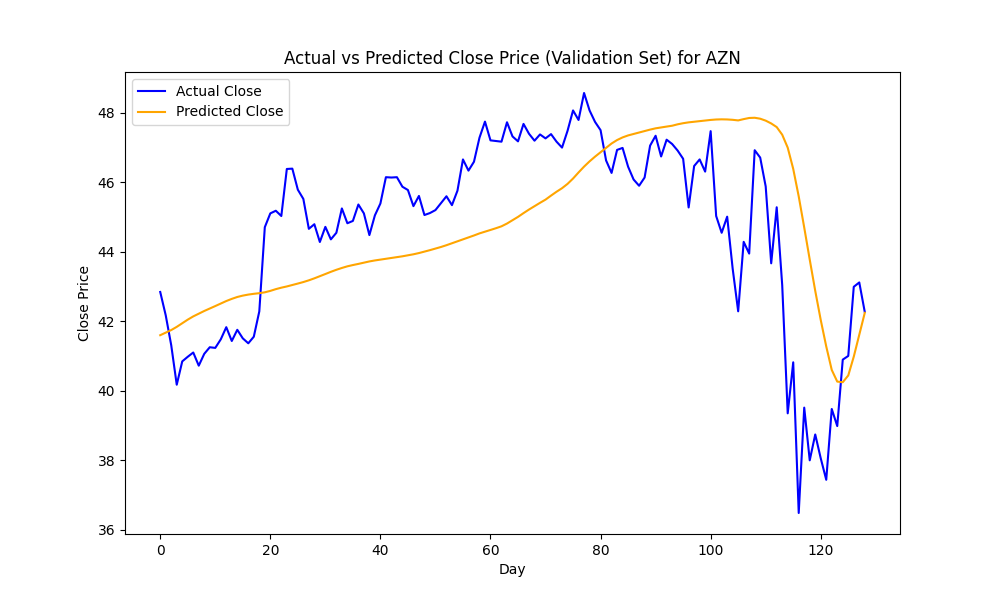 Actual vs Predicted Close Price (Validation Set) for AZN
Actual Close
Predicted Close
Close Price
48
46
44
42
40
38
36
0 20 40 60 80 100 120
Day